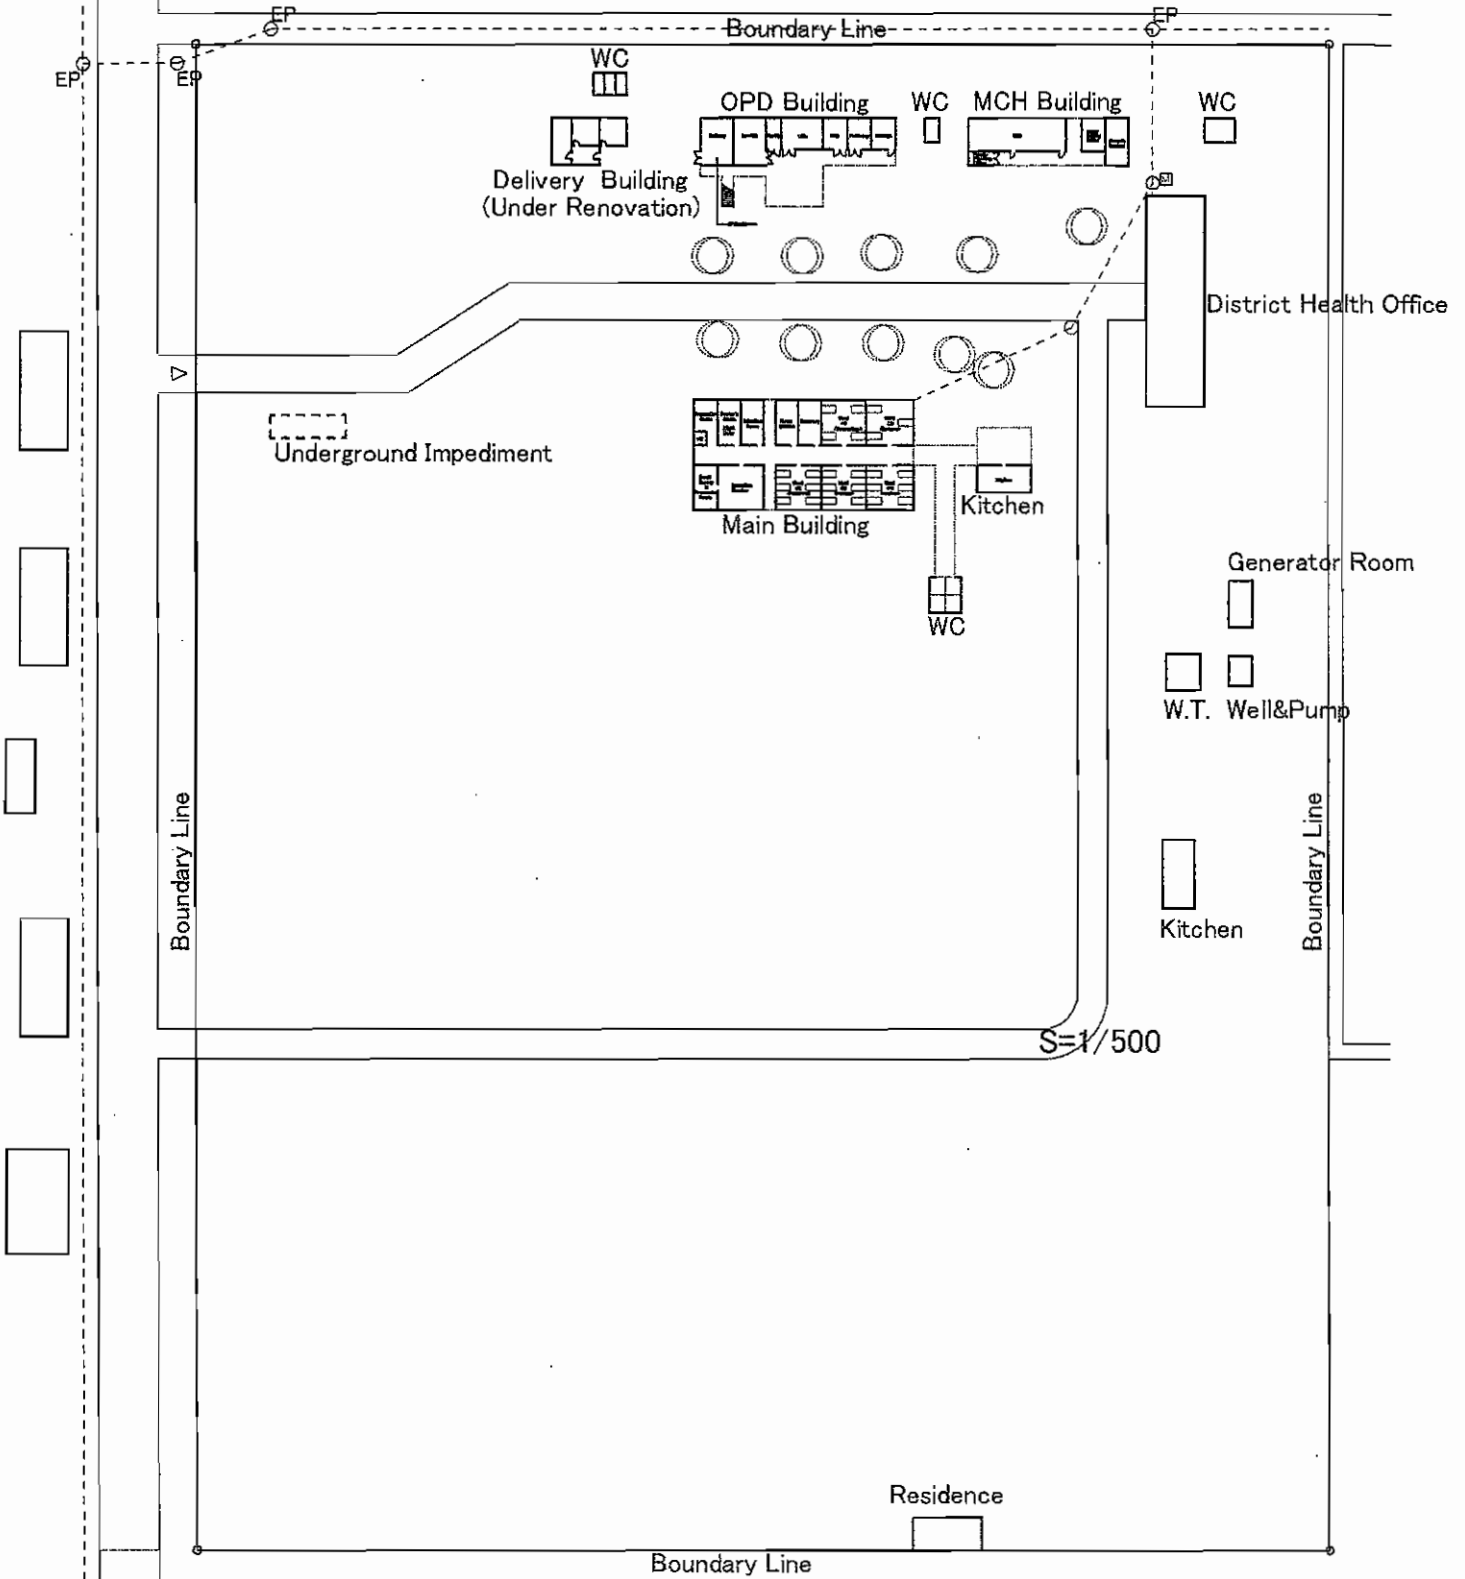 EP
EP
Boundary Line
EP
EP
WC
OPD Building
WC
MCH Building
WC
Delivery Building
(Under Renovation)
M
District Health Office
Underground Impediment
Main Building
Kitchen
Generator Room
WC
W.T.
Well&Pump
Boundary Line
Boundary Line
Kitchen
S=1/500
Residence
Boundary Line